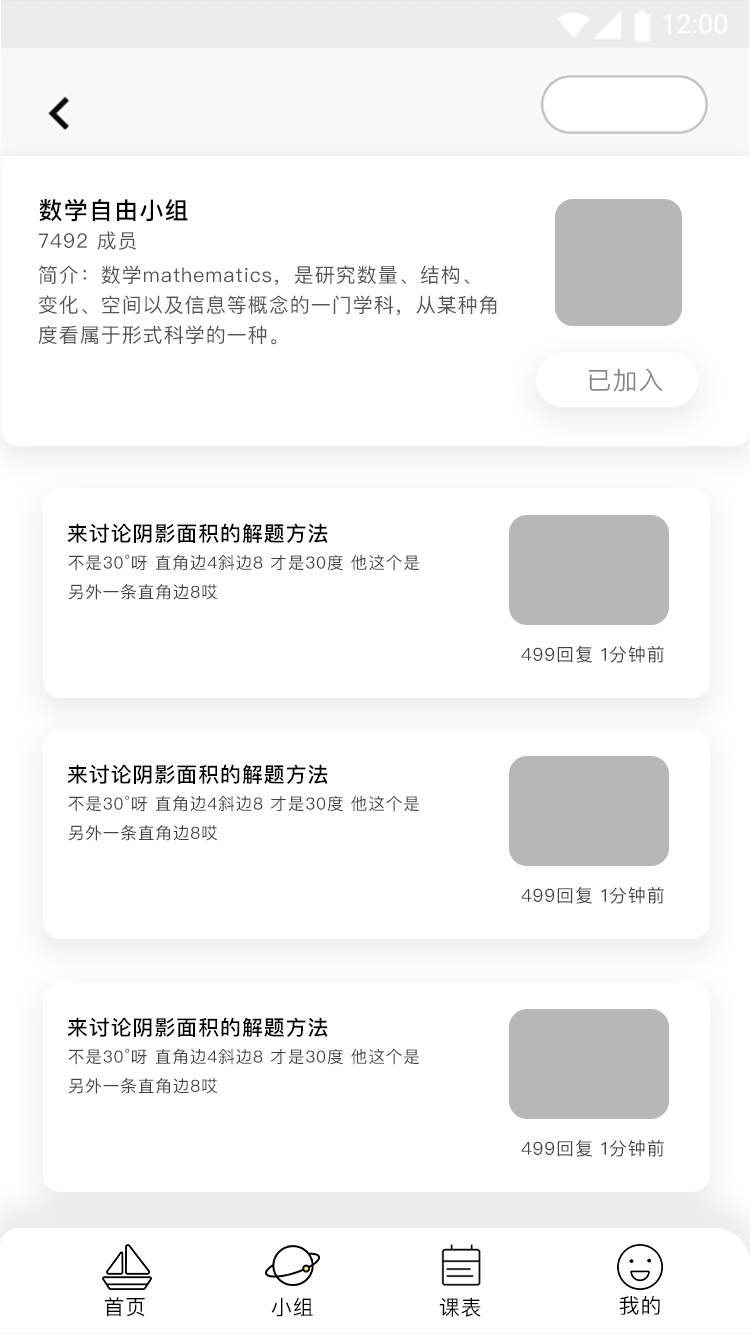 12:00
数学自由小组
7492 成员
简介：数学mathematics，是研究数量、结构、
变化、空间以及信息等概念的一门学科，从某种角
度看属于形式科学的一种。
已加入
来讨论阴影面积的解题方法
不是30°呀 直角边4斜边8 才是30度 他这个是
另外一条直角边8哎
499回复 1分钟前
来讨论阴影面积的解题方法
不是30°呀 直角边4斜边8 才是30度 他这个是
另外一条直角边8哎
499回复 1分钟前
来讨论阴影面积的解题方法
不是30°呀 直角边4斜边8 才是30度 他这个是
另外一条直角边8哎
499回复 1分钟前
首页 小组 课表 我的